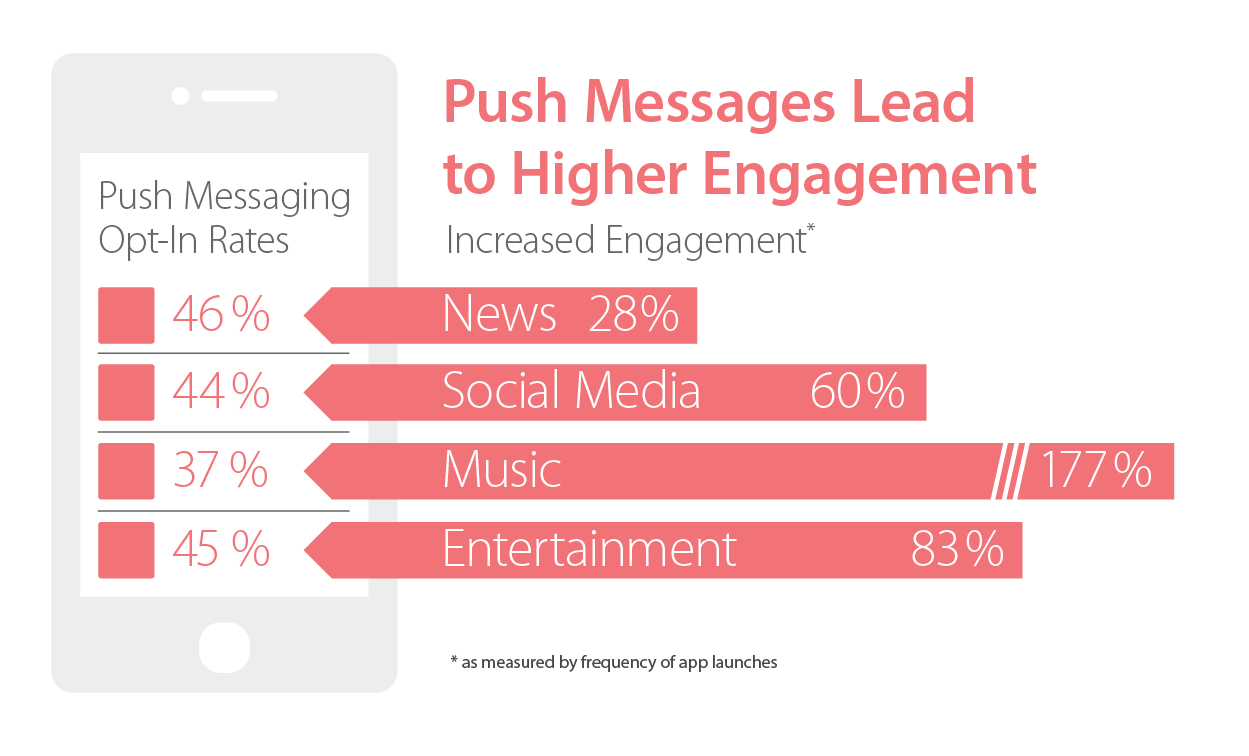 Push Messages Lead
to Higher Engagement
Increased Engagement*
Push Messaging
Opt-In Rates
46 % News 28%
44 % Social Media 60 %
37 % Music 177 %
45 % Entertainment 83 %
* as measured by frequency of app launches